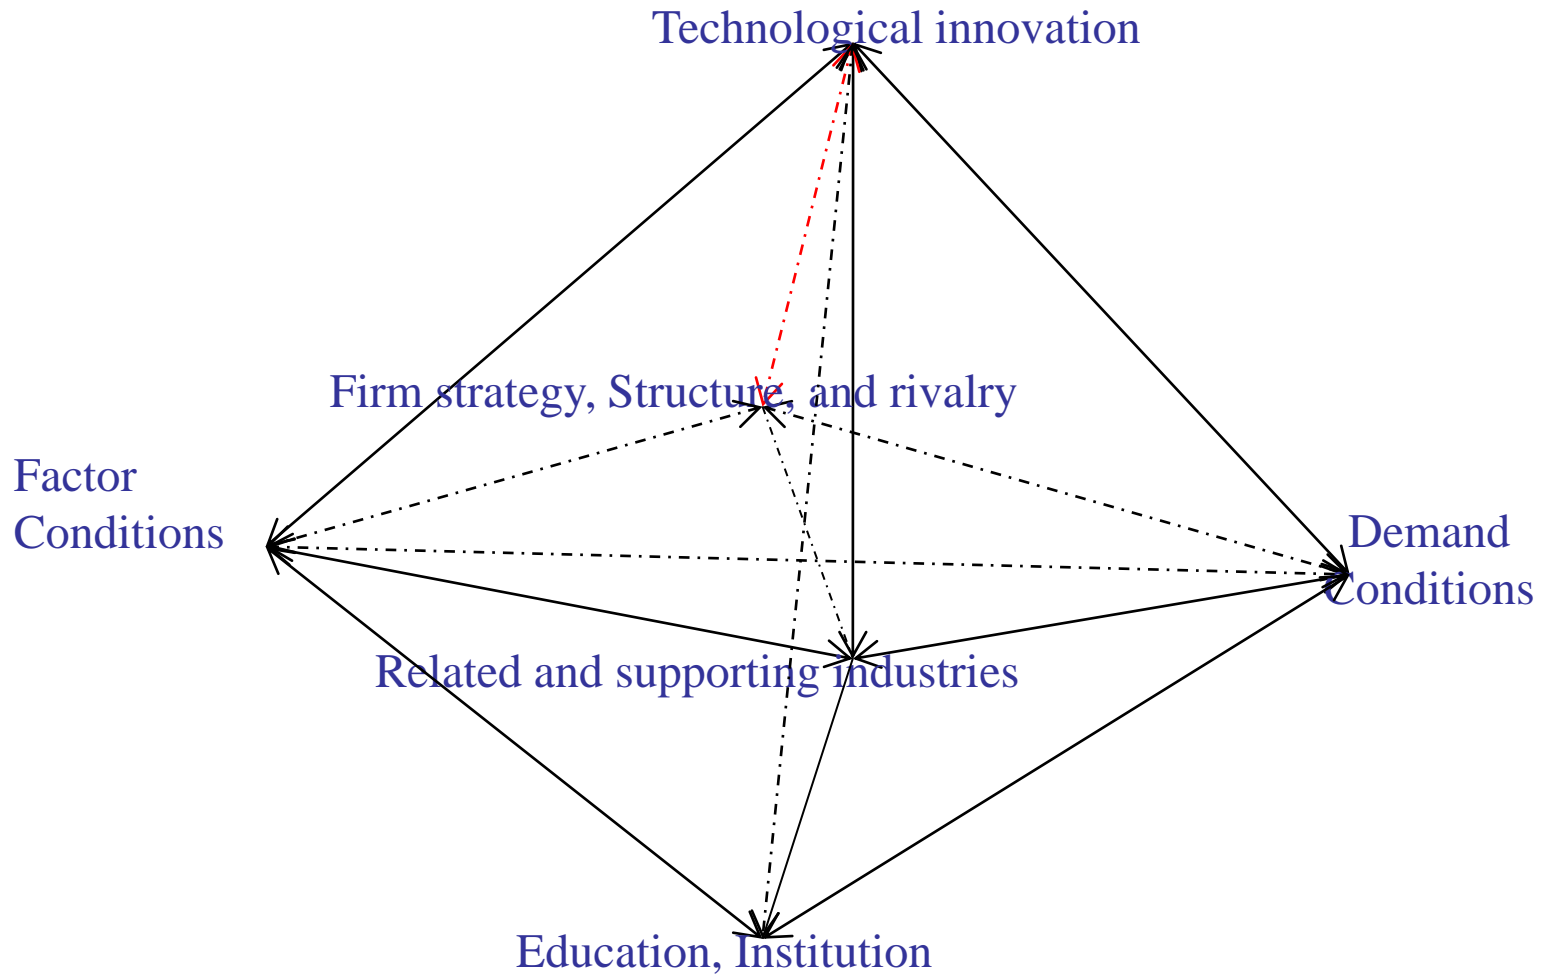 Technological innovation
Firm strategy, Structure, and rivalry
Factor
Conditions
Demand
Conditions
Related and supporting industries
Education, Institution